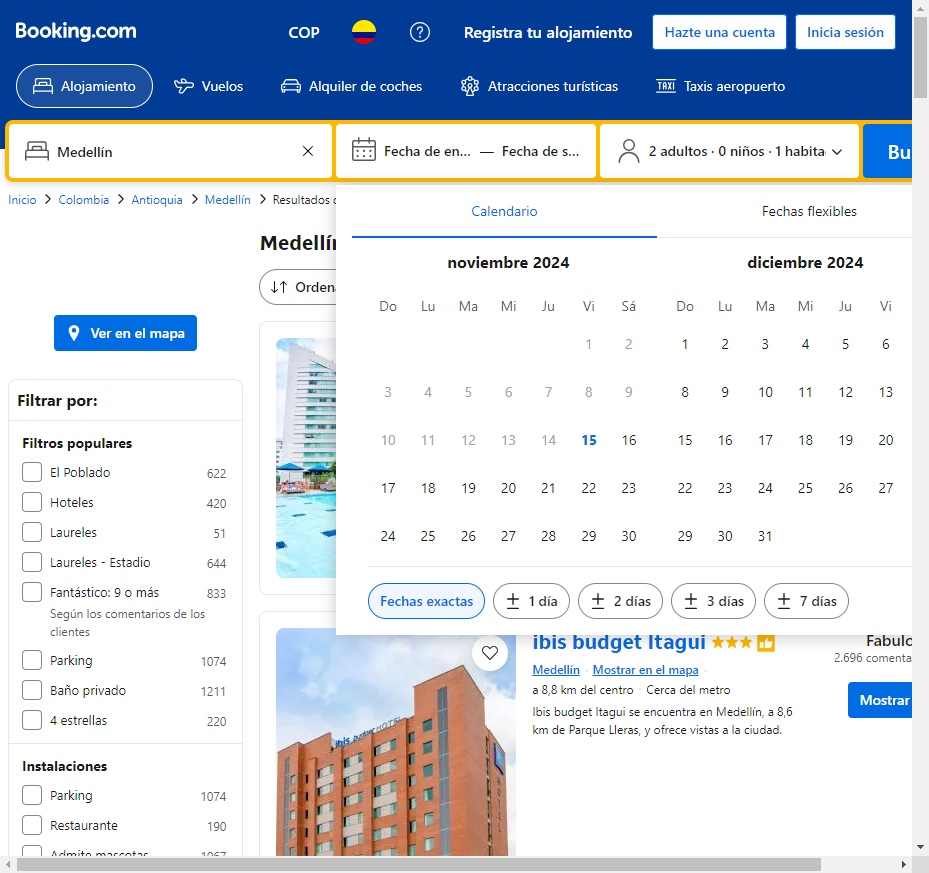 Booking.com
COP
?
Registra tu alojamiento
Hazte una cuenta
Inicia sesión
Alojamiento
Vuelos
Alquiler de coches
Atracciones turísticas
TAXI Taxis aeropuerto
Medellín
Fecha de en... — Fecha de s...
2 adultos · 0 niños · 1 habita
Bu
Inicio > Colombia > Antioquia > Medellín > Resultados
Calendario
Fechas flexibles
Medellín
Ordena
Ver en el mapa
noviembre 2024
Do Lu Ma Mi Ju Vi Sá
1 2
3 4 5 6 7 8 9
10 11 12 13 14 15 16
17 18 19 20 21 22 23
24 25 26 27 28 29 30
diciembre 2024
Do Lu Ma Mi Ju Vi
1 2 3 4 5 6
8 9 10 11 12 13
15 16 17 18 19 20
22 23 24 25 26 27
29 30 31
Fechas exactas
± 1 día
± 2 días
± 3 días
± 7 días
Filtrar por:
Filtros populares
El Poblado 622
Hoteles 420
Laureles 51
Laureles - Estadio 644
Fantástico: 9 o más 833
Según los comentarios de los
clientes
Parking 1074
Baño privado 1211
4 estrellas 220
Instalaciones
Parking 1074
Restaurante 190
Admite mascotas 1067
ibis budget Itagui
Medellín · Mostrar en el mapa ·
a 8,8 km del centro · Cerca del metro
Ibis budget Itagui se encuentra en Medellín, a 8,6
km de Parque Lleras, y ofrece vistas a la ciudad.
Fabulo
2.696 comenta
Mostrar
ibis budget HOTEL
HOTEL